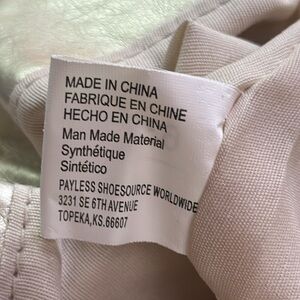 MADE IN CHINA
FABRIQUE EN CHINE
HECHO EN CHINA
Man Made Material
Synthétique
Sintético
PAYLESS SHOESOURCE WORLDWIDE
3231 SE 6TH AVENUE
TOPEKA,KS.66607